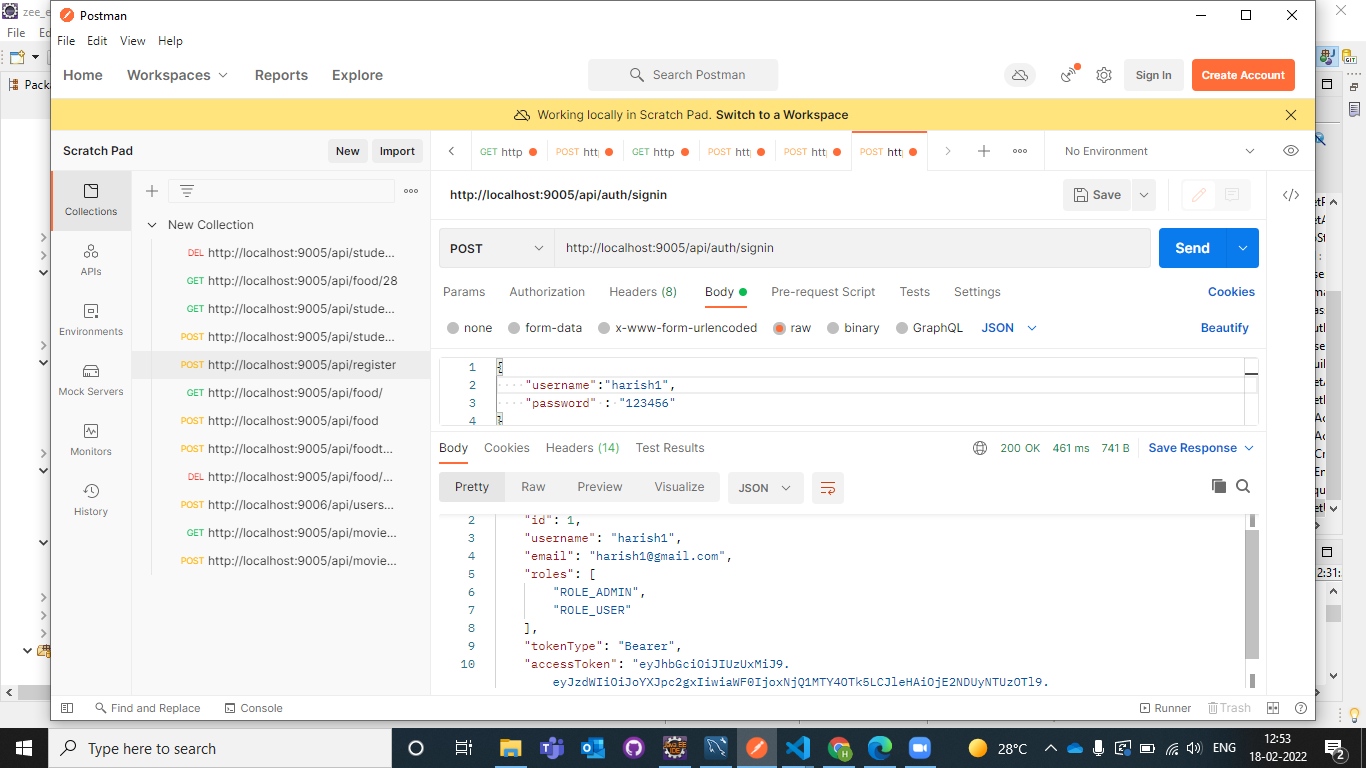 zee_e
Postman
File Edit View Help
File Ed
Home Workspaces Reports Explore
Search Postman
Sign In
Create Account
Packa
Working locally in Scratch Pad. Switch to a Workspace
Scratch Pad
New
Import
GET http
POST htt
GET http
POST htt
POST htt
POST htt
No Environment
Collections
APIs
Environments
Mock Servers
Monitors
History
New Collection
DEL http://localhost:9005/api/stude...
GET http://localhost:9005/api/food/28
GET http://localhost:9005/api/stude...
POST http://localhost:9005/api/stude...
POST http://localhost:9005/api/register
GET http://localhost:9005/api/food/
POST http://localhost:9005/api/food
POST http://localhost:9005/api/foodt...
DEL http://localhost:9005/api/food/...
POST http://localhost:9006/api/users...
GET http://localhost:9005/api/movie...
POST http://localhost:9005/api/movie...
http://localhost:9005/api/auth/signin
Save
POST
http://localhost:9005/api/auth/signin
Send
Params Authorization Headers (8) Body Pre-request Script Tests Settings
Cookies
none form-data x-www-form-urlencoded raw binary GraphQL JSON
Beautify
1 {
2 "username":"harish1",
3 "password" : "123456"
4 }
Body Cookies Headers (14) Test Results
200 OK 461 ms 741 B Save Response
Pretty Raw Preview Visualize JSON
2 "id": 1,
3 "username": "harish1",
4 "email": "harish1@gmail.com",
5 "roles": [
6 "ROLE_ADMIN",
7 "ROLE_USER"
8 ],
9 "tokenType": "Bearer",
10 "accessToken": "eyJhbGciOiJIUzUxMiJ9.
eyJzdWIiOiJoYXJpc2gxIiwiaWF0IjoxNjQ1MTY4OTk5LCJleHAiOjE2NDUyNTUzOTl9.
2:31:
Find and Replace
Console
Runner
Trash
Type here to search
28°C
ENG
12:53
18-02-2022
2